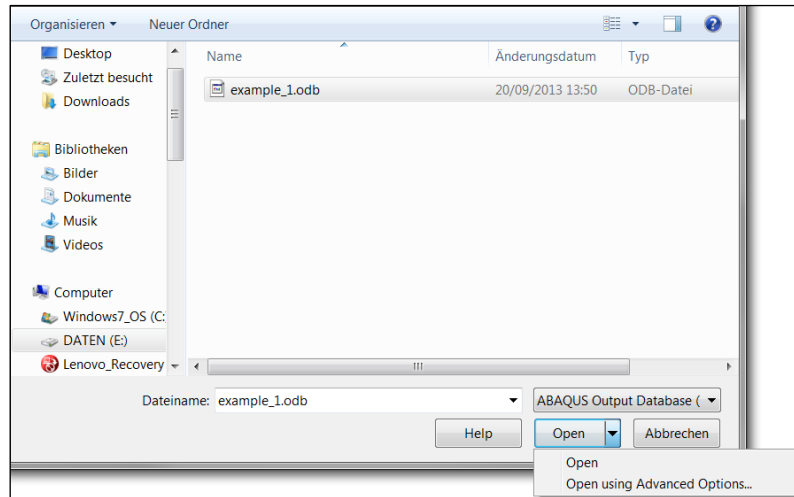 Organisieren Neuer Ordner
Desktop
Zuletzt besucht
Downloads
Bibliotheken
Bilder
Dokumente
Musik
Videos
Computer
Windows7_OS (C:
DATEN (E:)
Lenovo_Recovery
Name Änderungsdatum Typ
example_1.odb 20/09/2013 13:50 ODB-Datei
Dateiname: example_1.odb ABAQUS Output Database (
Help Open Abbrechen
Open
Open using Advanced Options...